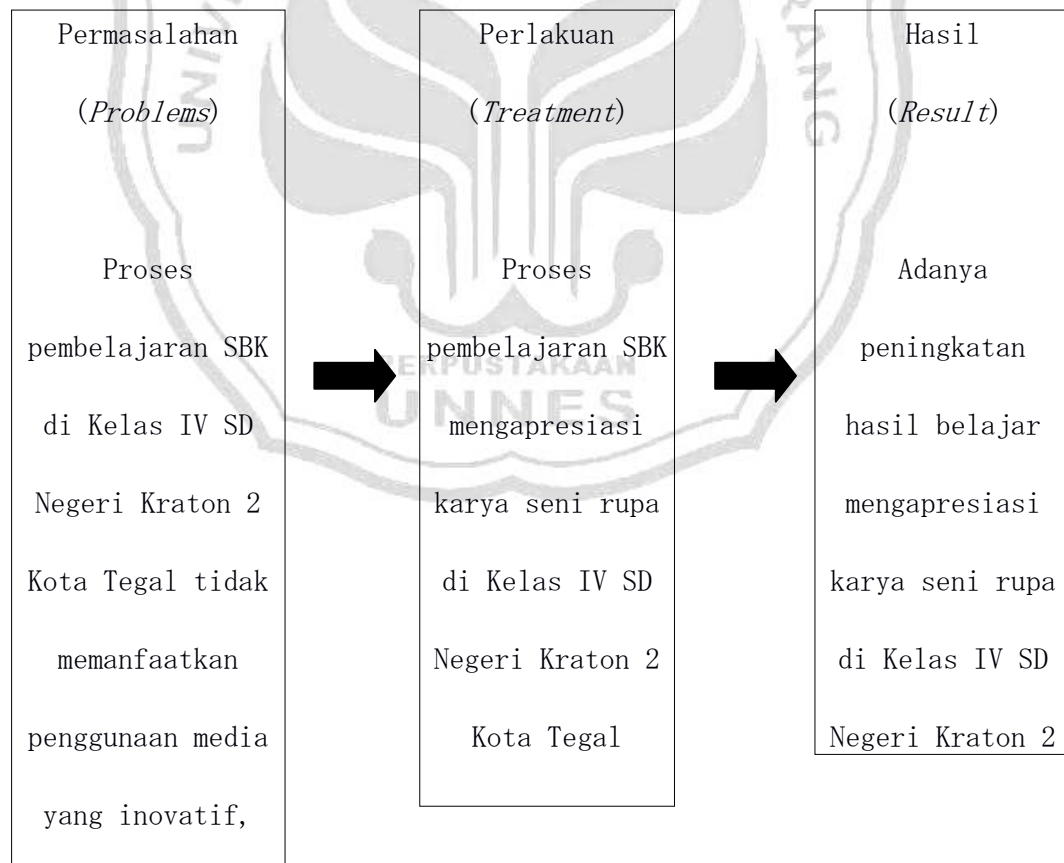 Permasalahan
(Problems)
Proses
pembelajaran SBK
di Kelas IV SD
Negeri Kraton 2
Kota Tegal tidak
memanfaatkan
penggunaan media
yang inovatif,
Perlakuan
(Treatment)
Proses
pembelajaran SBK
mengapresiasi
karya seni rupa
di Kelas IV SD
Negeri Kraton 2
Kota Tegal
Hasil
(Result)
Adanya
peningkatan
hasil belajar
mengapresiasi
karya seni rupa
di Kelas IV SD
Negeri Kraton 2
PERPUSTAKAAN
UNNES